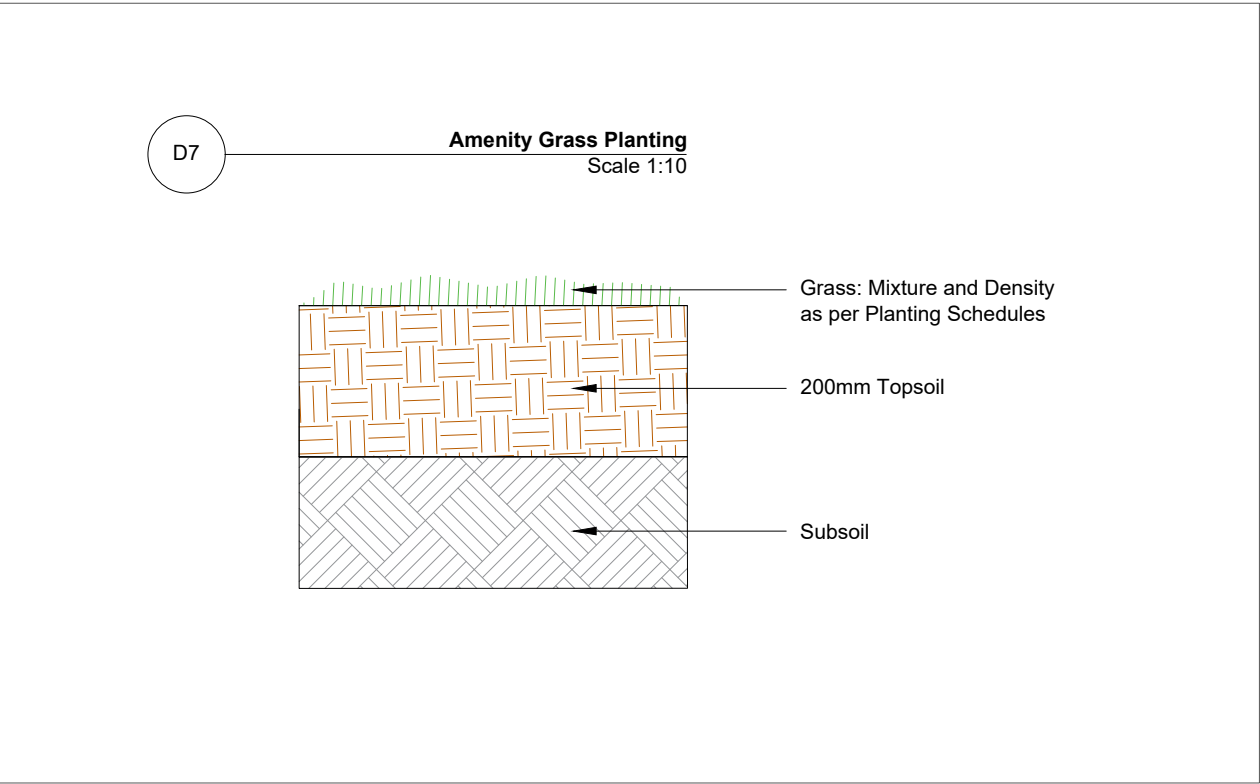 D7
Amenity Grass Planting
Scale 1:10
Grass: Mixture and Density
as per Planting Schedules
200mm Topsoil
Subsoil